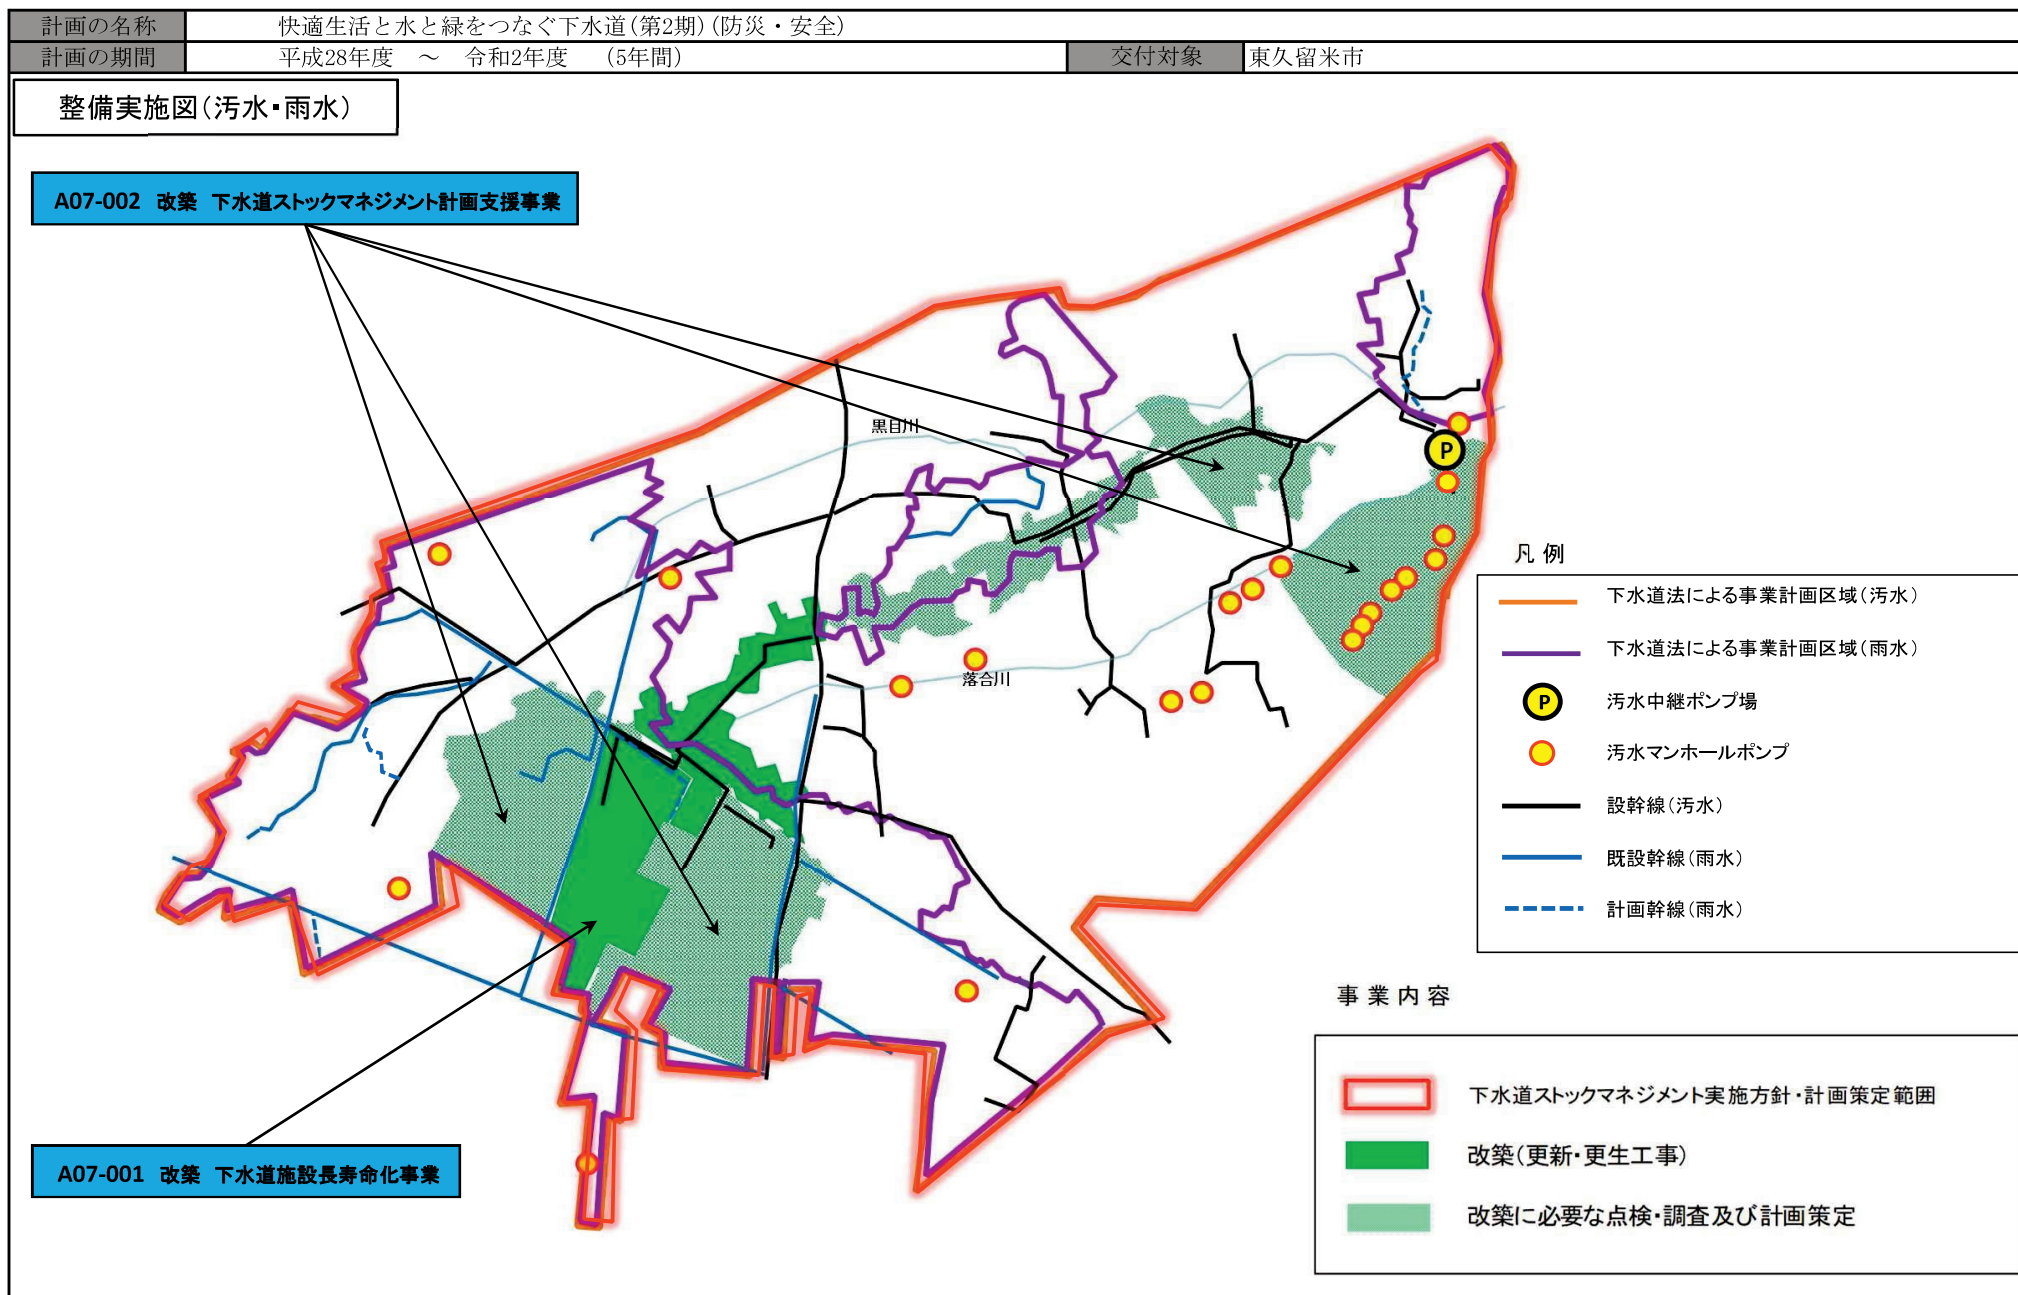 計画の名称 快適生活と水と緑をつなぐ下水道(第2期)(防災・安全)
計画の期間 平成28年度 ～ 令和2年度 (5年間) 交付対象 東久留米市
整備実施図(汚水・雨水)
A07-002 改築 下水道ストックマネジメント計画支援事業
黒目川
P
落合川
凡 例
下水道法による事業計画区域(汚水)
下水道法による事業計画区域(雨水)
P 汚水中継ポンプ場
汚水マンホールポンプ
設幹線(汚水)
既設幹線(雨水)
計画幹線(雨水)
事 業 内 容
下水道ストックマネジメント実施方針・計画策定範囲
改築(更新・更生工事)
改築に必要な点検・調査及び計画策定
A07-001 改築 下水道施設長寿命化事業